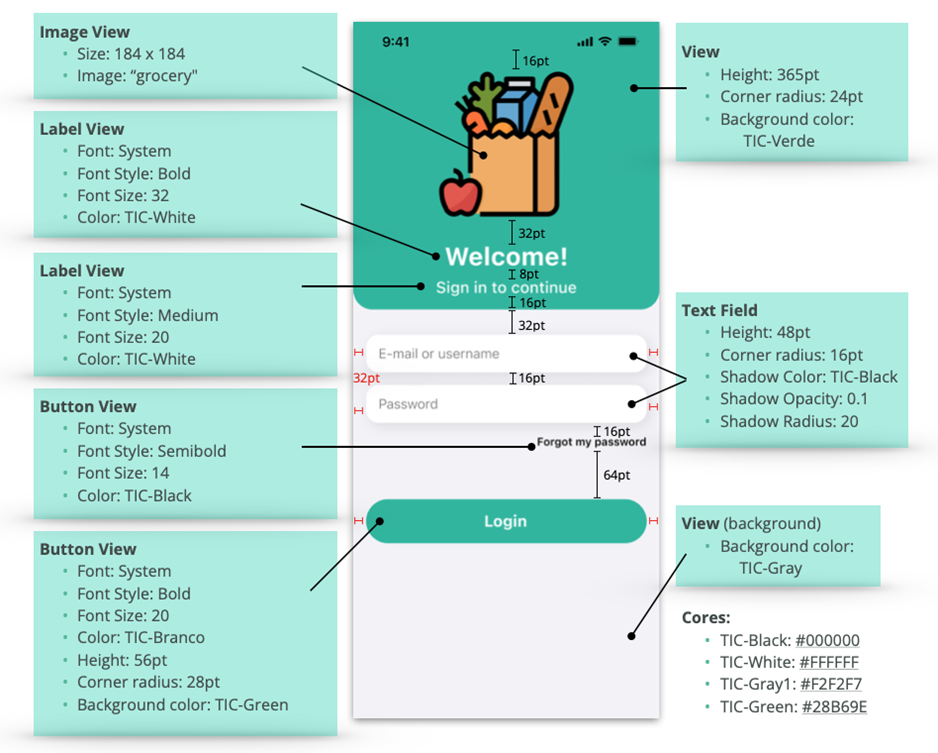 Image View
• Size: 184 x 184
• Image: “grocery"
Label View
• Font: System
• Font Style: Bold
• Font Size: 32
• Color: TIC-White
Label View
• Font: System
• Font Style: Medium
• Font Size: 20
• Color: TIC-White
Button View
• Font: System
• Font Style: Semibold
• Font Size: 14
• Color: TIC-Black
Button View
• Font: System
• Font Style: Bold
• Font Size: 20
• Color: TIC-Branco
• Height: 56pt
• Corner radius: 28pt
• Background color: TIC-Green
9:41
16pt
32pt
Welcome!
8pt
Sign in to continue
16pt
32pt
E-mail or username
32pt
16pt
Password
16pt
Forgot my password
64pt
Login
View
• Height: 365pt
• Corner radius: 24pt
• Background color:
TIC-Verde
Text Field
• Height: 48pt
• Corner radius: 16pt
• Shadow Color: TIC-Black
• Shadow Opacity: 0.1
• Shadow Radius: 20
View (background)
• Background color:
TIC-Gray
Cores:
• TIC-Black: #000000
• TIC-White: #FFFFFF
• TIC-Gray1: #F2F2F7
• TIC-Green: #28B69E